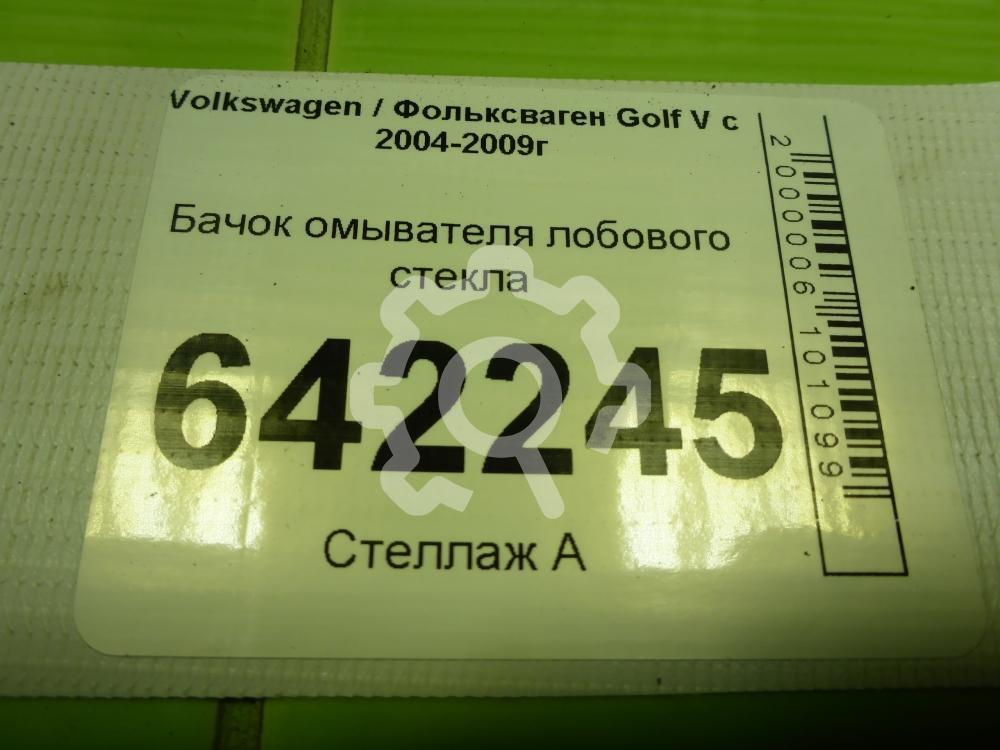 Volkswagen / Фольксваген Golf V с
2004-2009г
Бачок омывателя лобового
стекла
642245
Стеллаж А
2000006101099